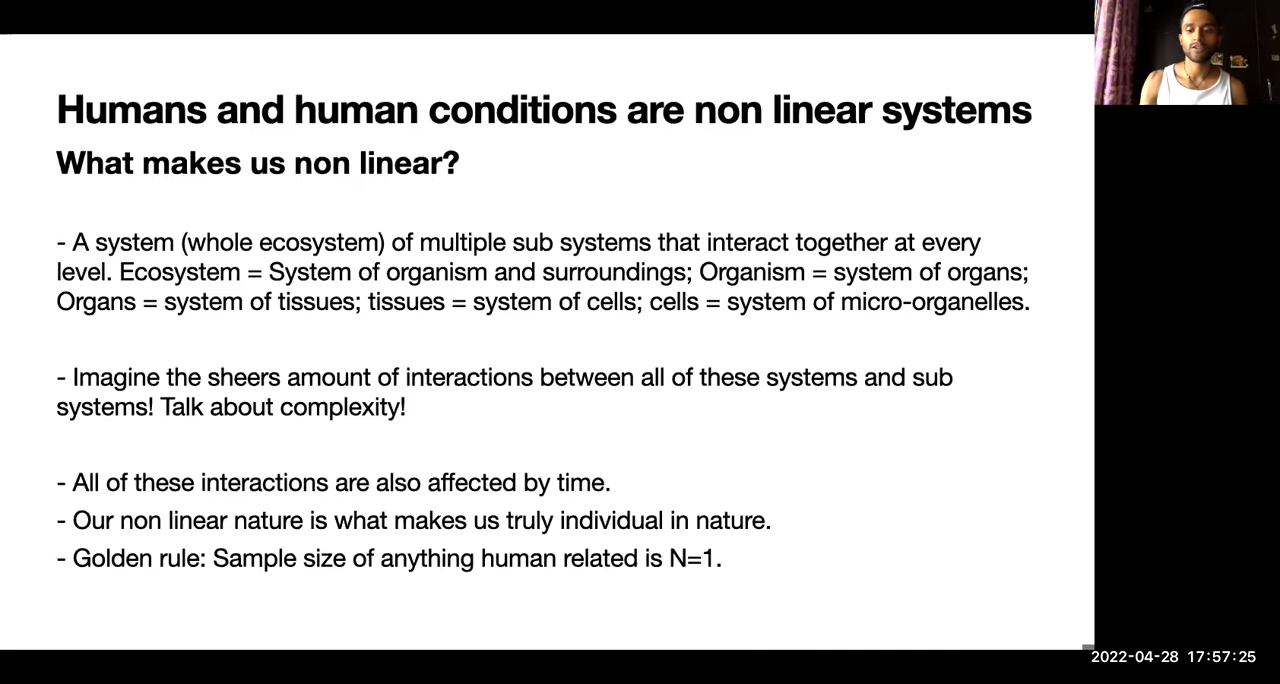 Humans and human conditions are non linear systems
What makes us non linear?
- A system (whole ecosystem) of multiple sub systems that interact together at every
level. Ecosystem = System of organism and surroundings; Organism = system of organs;
Organs = system of tissues; tissues = system of cells; cells = system of micro-organelles.
- Imagine the sheers amount of interactions between all of these systems and sub
systems! Talk about complexity!
- All of these interactions are also affected by time.
- Our non linear nature is what makes us truly individual in nature.
- Golden rule: Sample size of anything human related is N=1.
2022-04-28 17:57:25